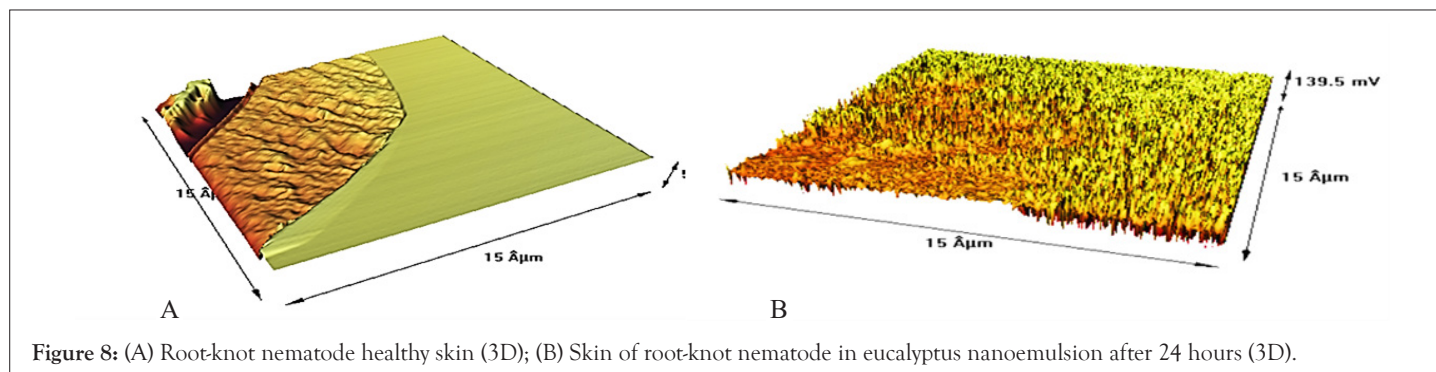 139.5 mV
15 Âμm
15 Âμm
15 Âμm
15 Âμm
A
B
Figure 8: (A) Root-knot nematode healthy skin (3D); (B) Skin of root-knot nematode in eucalyptus nanoemulsion after 24 hours (3D).